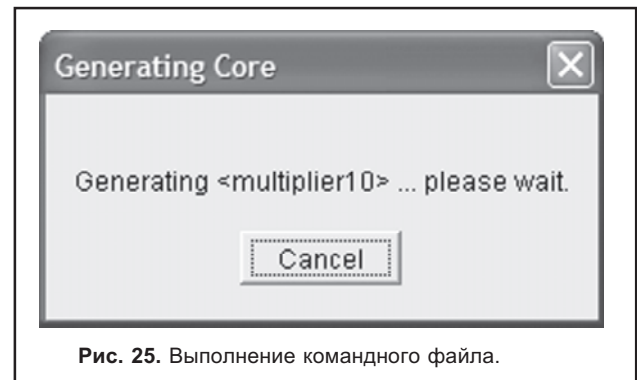 Generating Core
Generating <multiplier10> ... please wait.
Cancel
Рис. 25. Выполнение командного файла.